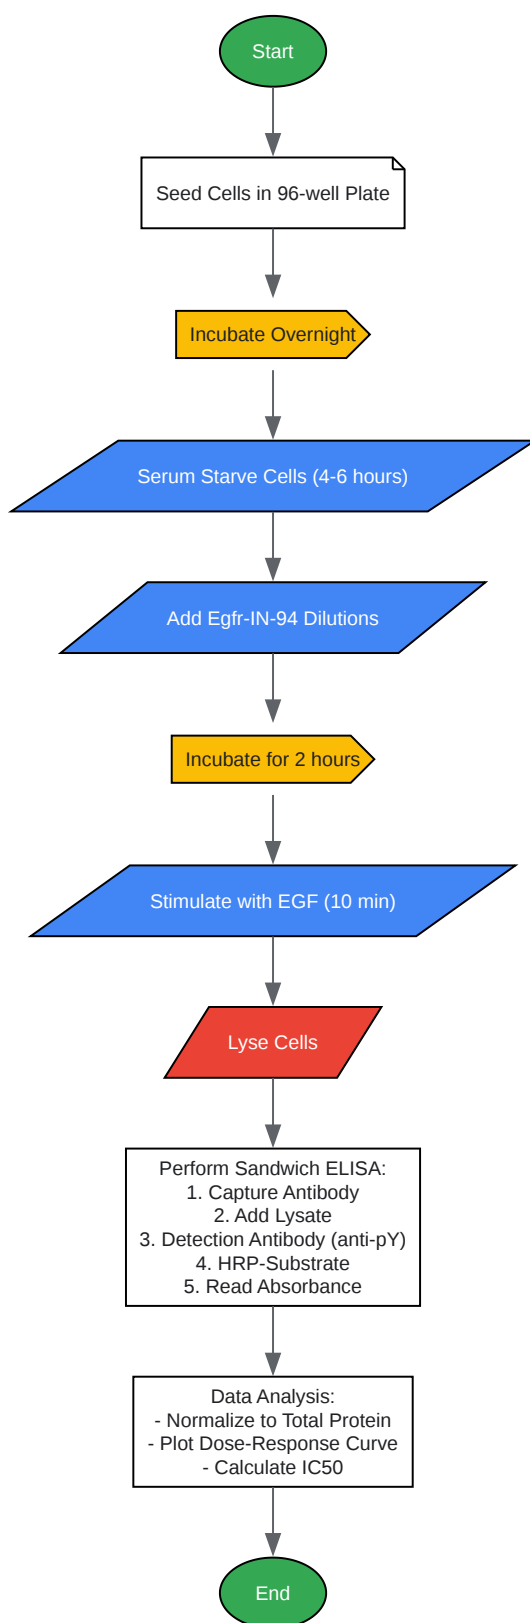 Start
Seed Cells in 96-well Plate
Incubate Overnight
Serum Starve Cells (4-6 hours)
Add Egfr-IN-94 Dilutions
Incubate for 2 hours
Stimulate with EGF (10 min)
Lyse Cells
Perform Sandwich ELISA:
1. Capture Antibody
2. Add Lysate
3. Detection Antibody (anti-pY)
4. HRP-Substrate
5. Read Absorbance
Data Analysis:
- Normalize to Total Protein
- Plot Dose-Response Curve
- Calculate IC50
End